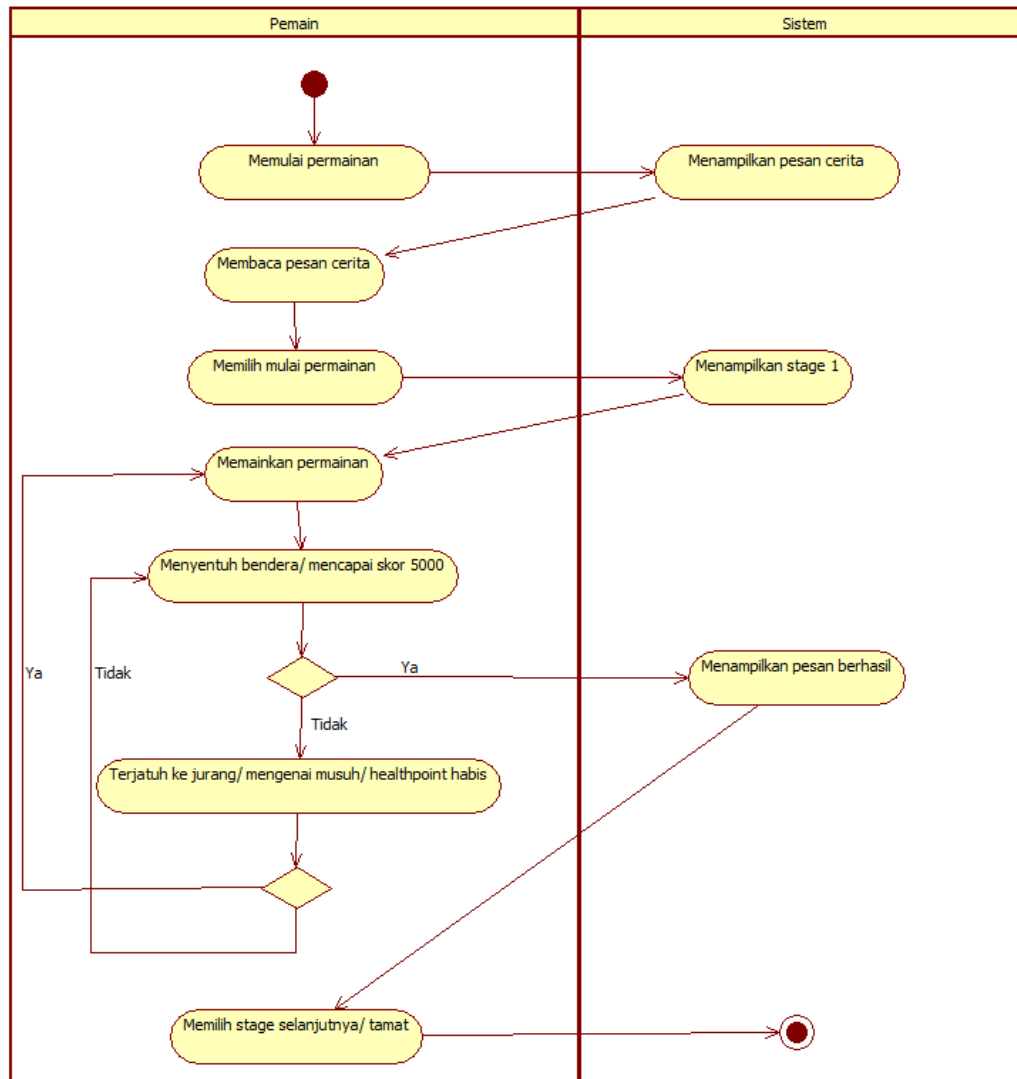 Pemain
Sistem
Memulai permainan
Menampilkan pesan cerita
Membaca pesan cerita
Memilih mulai permainan
Menampilkan stage 1
Memainkan permainan
Menyentuh bendera/ mencapai skor 5000
Ya
Tidak
Ya
Menampilkan pesan berhasil
Tidak
Terjatuh ke jurang/ mengenai musuh/ healthpoint habis
Memilih stage selanjutnya/ tamat